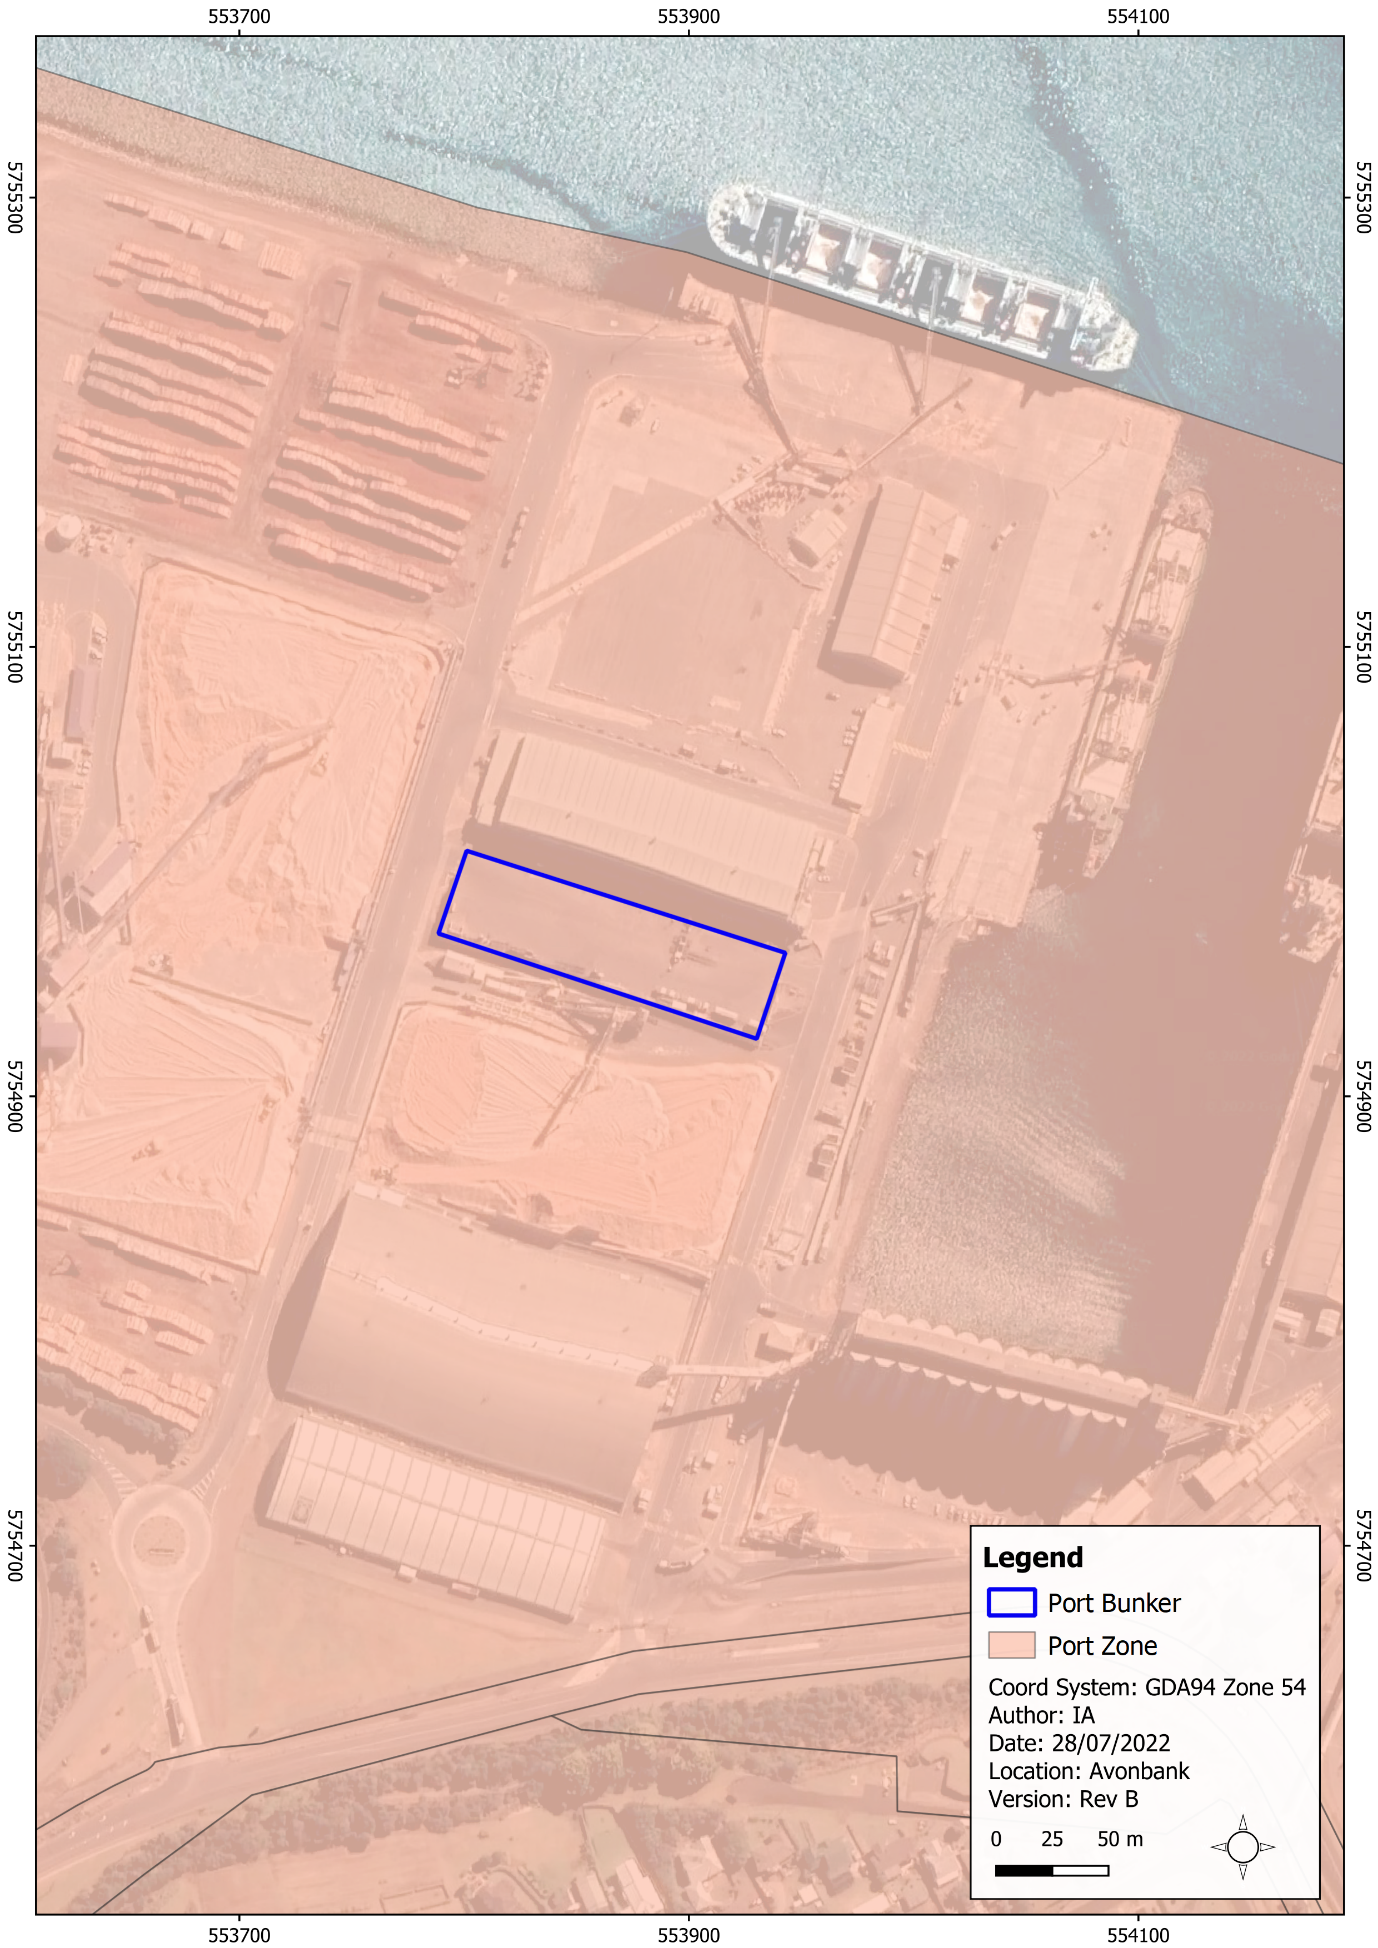 553700 553900 554100
5755300 5755300
5755100 5755100
5754900 5754900
5754700 5754700
Legend
Port Bunker
Port Zone
Coord System: GDA94 Zone 54
Author: IA
Date: 28/07/2022
Location: Avonbank
Version: Rev B
0 25 50 m
553700 553900 554100